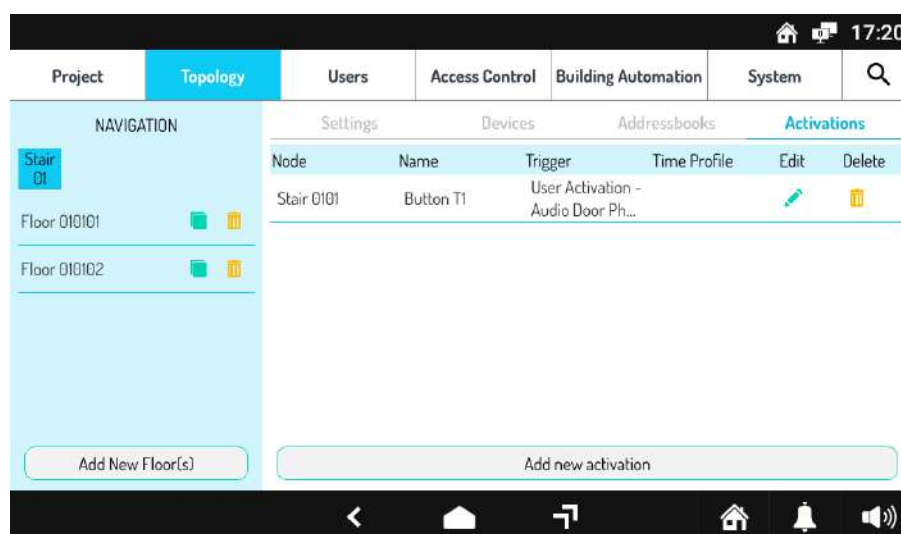 17:20
Project Topology Users Access Control Building Automation System
NAVIGATION Settings Devices Addressbooks Activations
Stair
01
Node Name Trigger Time Profile Edit Delete
Stair 0101 Button T1 User Activation -
Audio Door Ph...
Floor 010101
Floor 010102
Add New Floor(s) Add new activation